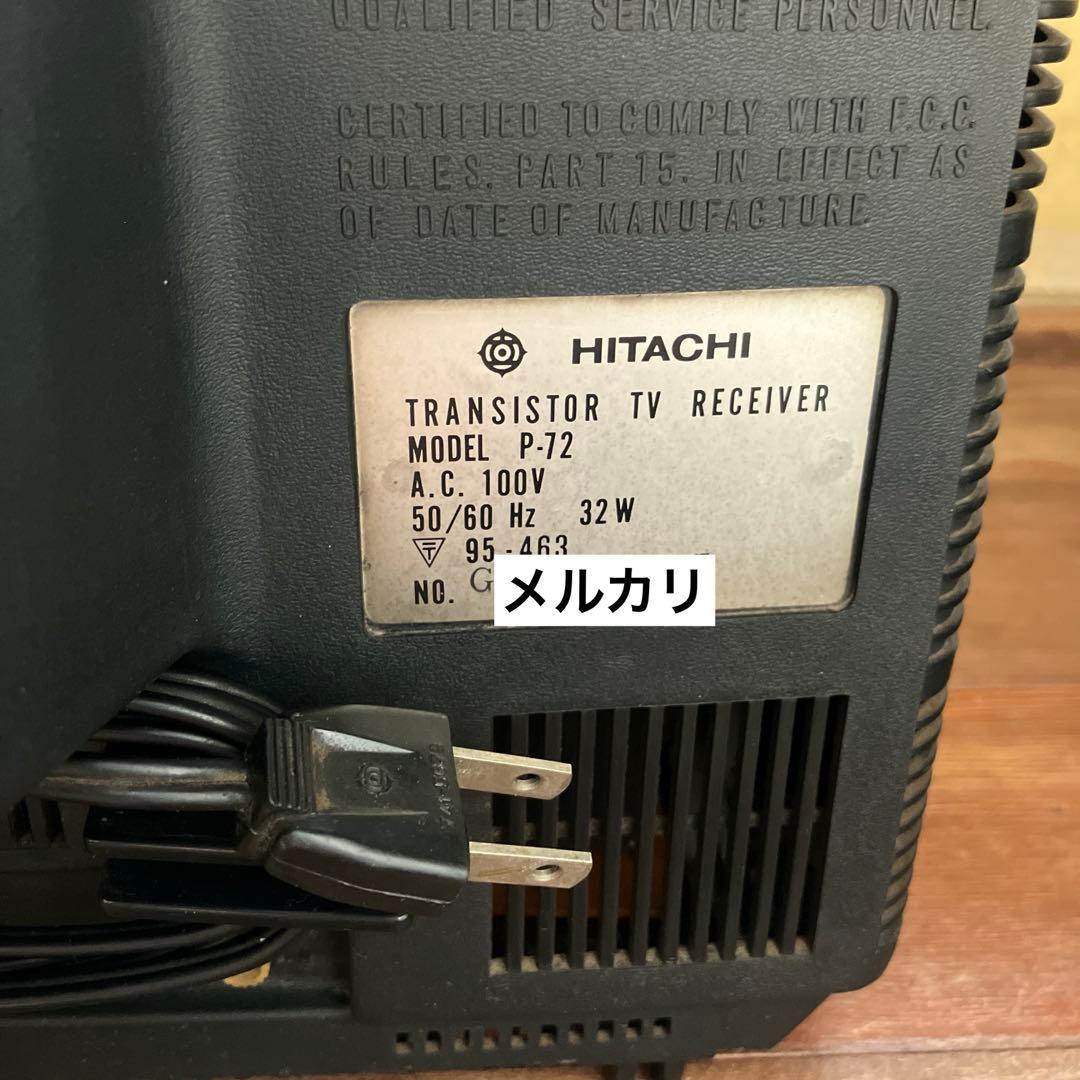 QUALIFIED SERVICE PERSONNEL.
CERTIFIED TO COMPLY WITH F.C.C.
RULES. PART 15. IN EFFECT AS
OF DATE OF MANUFACTURE
HITACHI
TRANSISTOR TV RECEIVER
MODEL P-72
A.C. 100V
50/60 Hz 32W
〒 95-463
NO. G
メルカリ